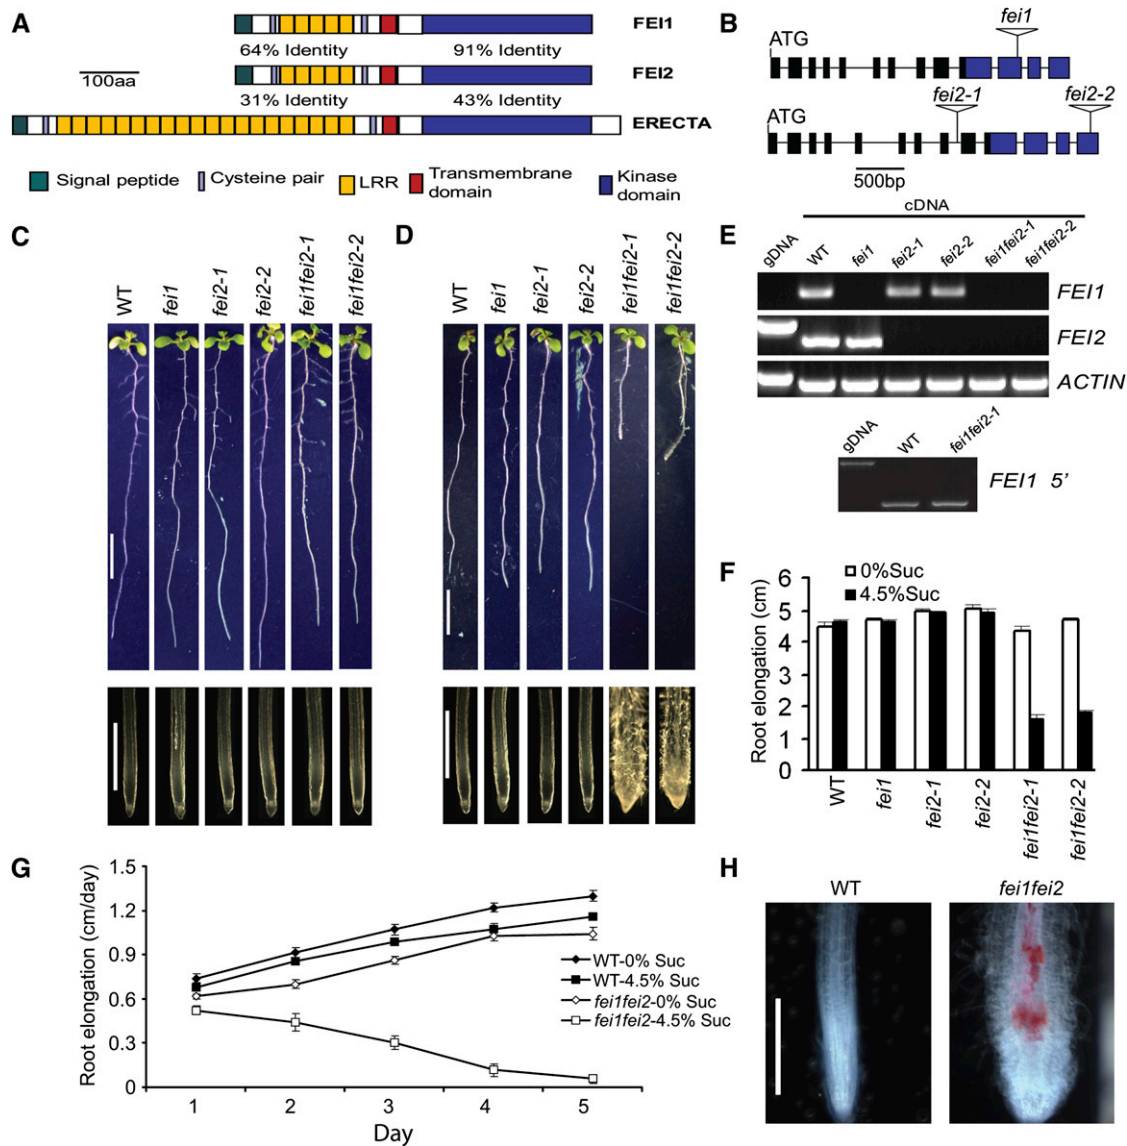 A
FEI1
64% Identity 91% Identity
100aa
FEI2
31% Identity 43% Identity
ERECTA
Signal peptide
Cysteine pair
LRR
Transmembrane
domain
Kinase
domain
B
fei1
ATG
fei2-1 fei2-2
ATG
500bp
C
WT fei1 fei2-1 fei2-2 fei1fei2-1 fei1fei2-2
D
WT fei1 fei2-1 fei2-2 fei1fei2-1 fei1fei2-2
cDNA
E
gDNA WT fei1 fei2-1 fei2-2 fei1fei2-1 fei1fei2-2
FEI1
FEI2
ACTIN
gDNA WT fei1fei2-1
FEI1 5'
F
0%Suc
4.5%Suc
Root elongation (cm)
6
5
4
3
2
1
0
WT fei1 fei2-1 fei2-2 fei1fei2-1 fei1fei2-2
G
Root elongation (cm/day)
1.5
1.2
0.9
0.6
0.3
0
WT-0% Suc
WT-4.5% Suc
fei1fei2-0% Suc
fei1fei2-4.5% Suc
1 2 3 4 5
Day
H
WT fei1fei2